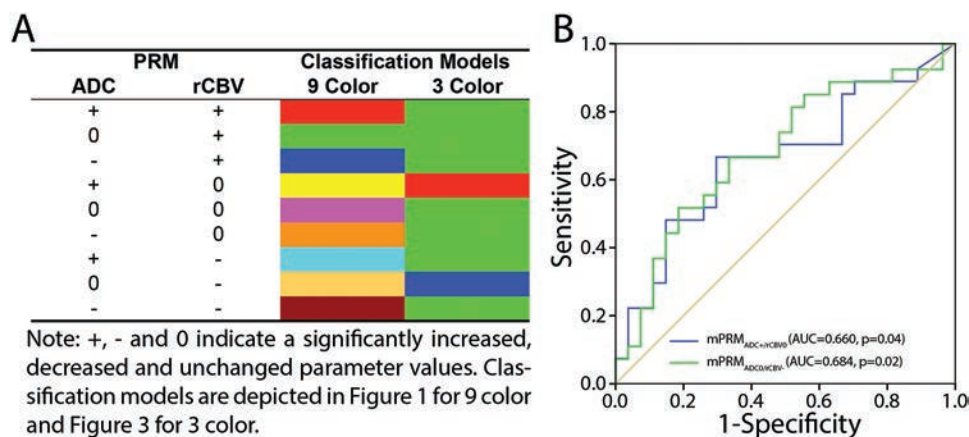 A
PRM Classification Models
ADC rCBV 9 Color 3 Color
+ +
0 +
- +
+ 0
0 0
- 0
+ -
0 -
- -
Note: +, - and 0 indicate a significantly increased,
decreased and unchanged parameter values. Clas-
sification models are depicted in Figure 1 for 9 color
and Figure 3 for 3 color.
B
Sensitivity
1.0
0.8
0.6
0.4
0.2
0.0
mPRMADC+/rCBV0 (AUC=0.660, p=0.04)
mPRMADC0/rCBV- (AUC=0.684, p=0.02)
0.0 0.2 0.4 0.6 0.8 1.0
1-Specificity